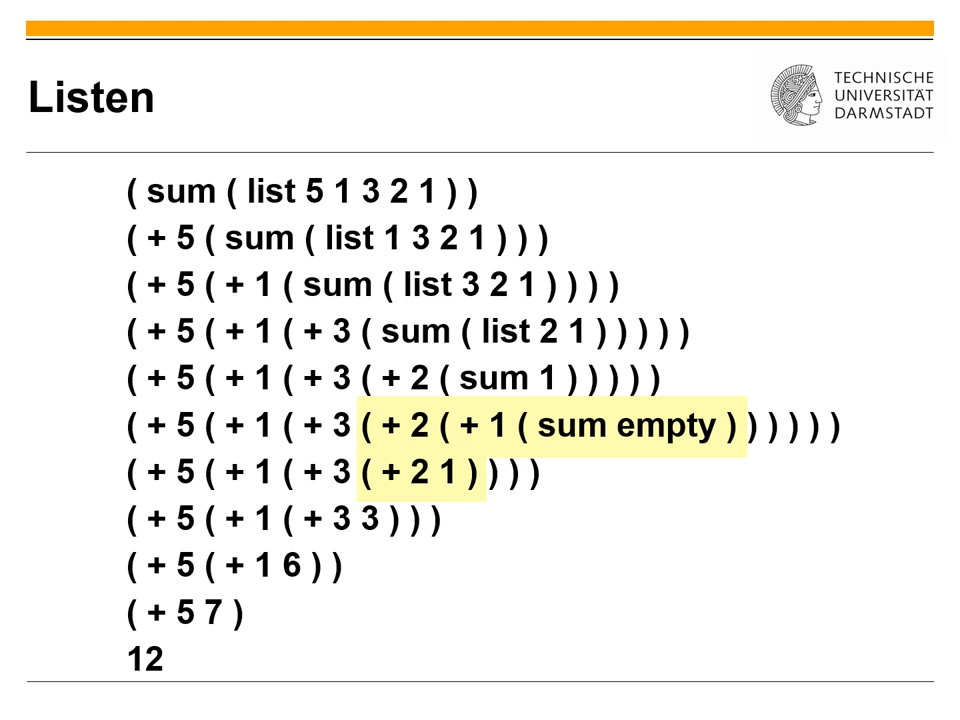 Listen
TECHNISCHE
UNIVERSITÄT
DARMSTADT
( sum ( list 5 1 3 2 1 ) )
( + 5 ( sum ( list 1 3 2 1 ) ) )
( + 5 ( + 1 ( sum ( list 3 2 1 ) ) ) )
( + 5 ( + 1 ( + 3 ( sum ( list 2 1 ) ) ) ) )
( + 5 ( + 1 ( + 3 ( + 2 ( sum 1 ) ) ) ) )
( + 5 ( + 1 ( + 3 ( + 2 ( + 1 ( sum empty ) ) ) ) ) )
( + 5 ( + 1 ( + 3 ( + 2 1 ) ) ) )
( + 5 ( + 1 ( + 3 3 ) ) )
( + 5 ( + 1 6 ) )
( + 5 7 )
12